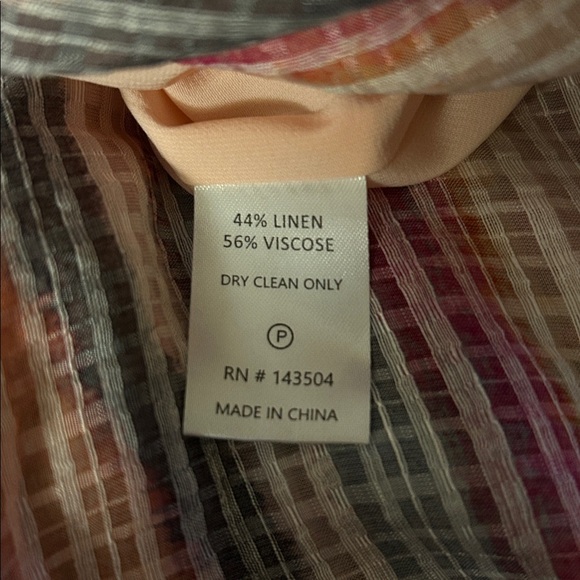 44% LINEN
56% VISCOSE
DRY CLEAN ONLY
P
RN # 143504
MADE IN CHINA